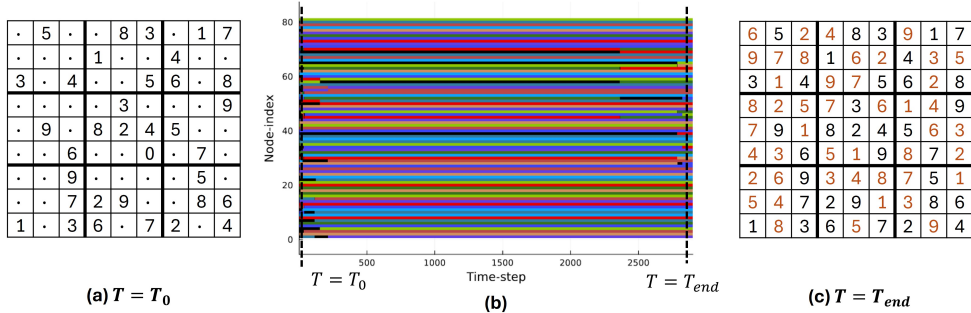 · 5 · · 8 3 · 1 7
· · · 1 · · 4 · ·
3 · 4 · · 5 6 · 8
· · · · 3 · · · 9
· 9 · 8 2 4 5 · ·
· · 6 · · 0 · 7 ·
· · 9 · · · · 5 ·
· · 7 2 9 · · 8 6
1 · 3 6 · 7 2 · 4
(a) T = T₀
Node-index
80
60
40
20
0
500 1000 1500 2000 2500
T = T₀
Time-step
T = T_end
(b)
6 5 2 4 8 3 9 1 7
9 7 8 1 6 2 4 3 5
3 1 4 9 7 5 6 2 8
8 2 5 7 3 6 1 4 9
7 9 1 8 2 4 5 6 3
4 3 6 5 1 9 8 7 2
2 6 9 3 4 8 7 5 1
5 4 7 2 9 1 3 8 6
1 8 3 6 5 7 2 9 4
(c) T = T_end